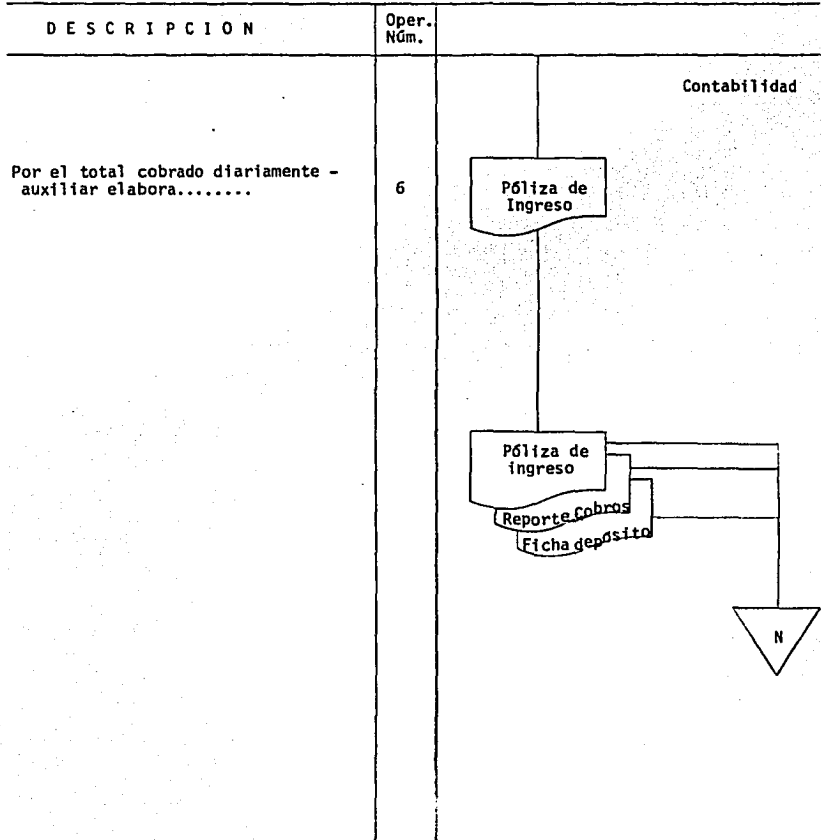 D E S C R I P C I O N
Oper.
Núm.
Contabilidad
Por el total cobrado diariamente -
auxiliar elabora........
6
Póliza de
Ingreso
Póliza de
ingreso
Reporte Cobros
Ficha depósito
N